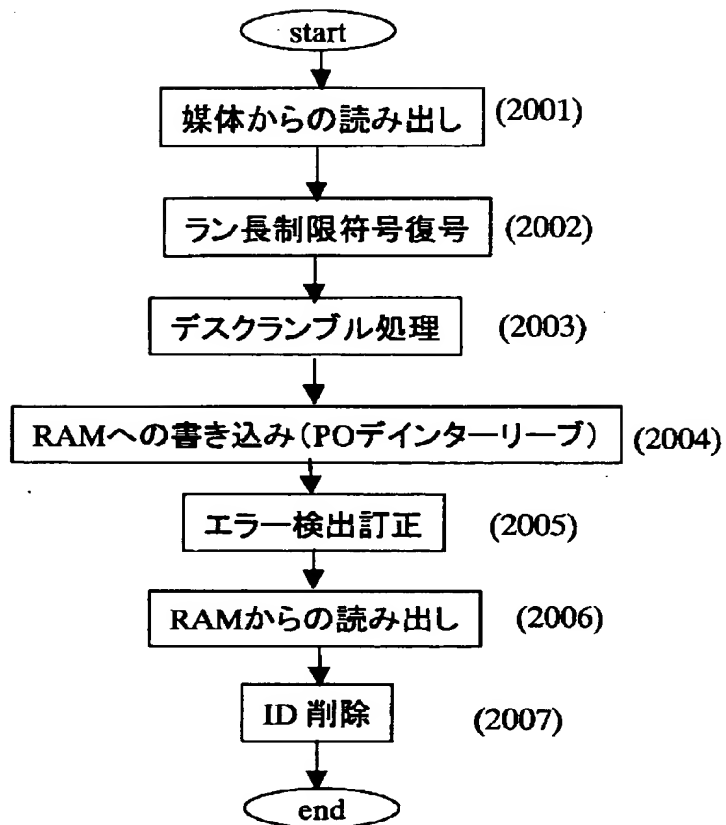 start
媒体からの読み出し (2001)
ラン長制限符号復号 (2002)
デスクランブル処理 (2003)
RAMへの書き込み（POデインターリーブ） (2004)
エラー検出訂正 (2005)
RAMからの読み出し (2006)
ID 削除 (2007)
end